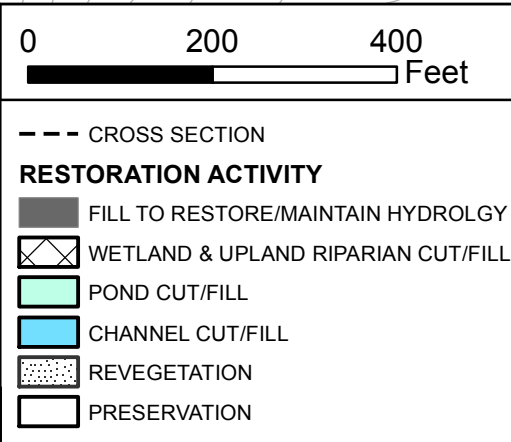 0 200 400
Feet
CROSS SECTION
RESTORATION ACTIVITY
FILL TO RESTORE/MAINTAIN HYDROLGY
WETLAND & UPLAND RIPARIAN CUT/FILL
POND CUT/FILL
CHANNEL CUT/FILL
REVEGETATION
PRESERVATION